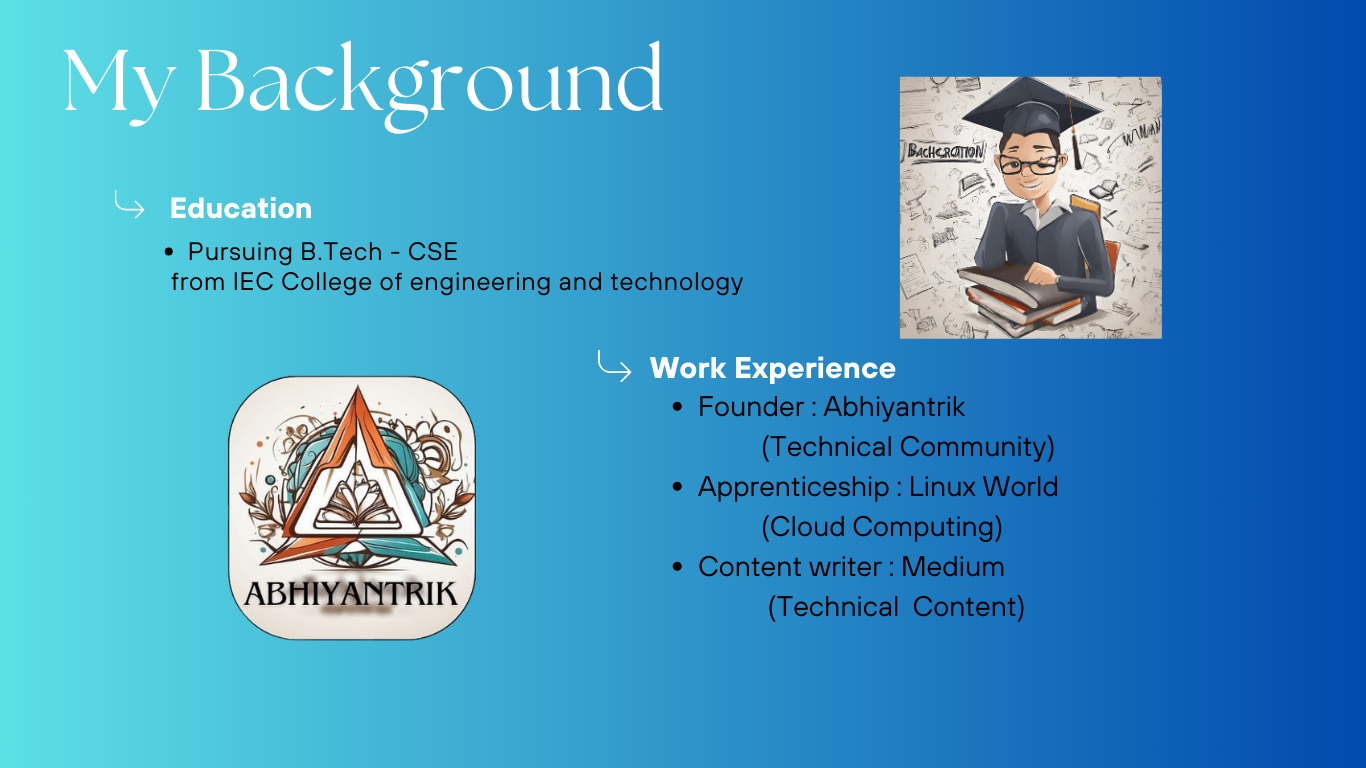 My Background
Education
• Pursuing B.Tech - CSE
from IEC College of engineering and technology
Work Experience
• Founder : Abhiyantrik
(Technical Community)
• Apprenticeship : Linux World
(Cloud Computing)
• Content writer : Medium
(Technical Content)
ABHIYANTRIK